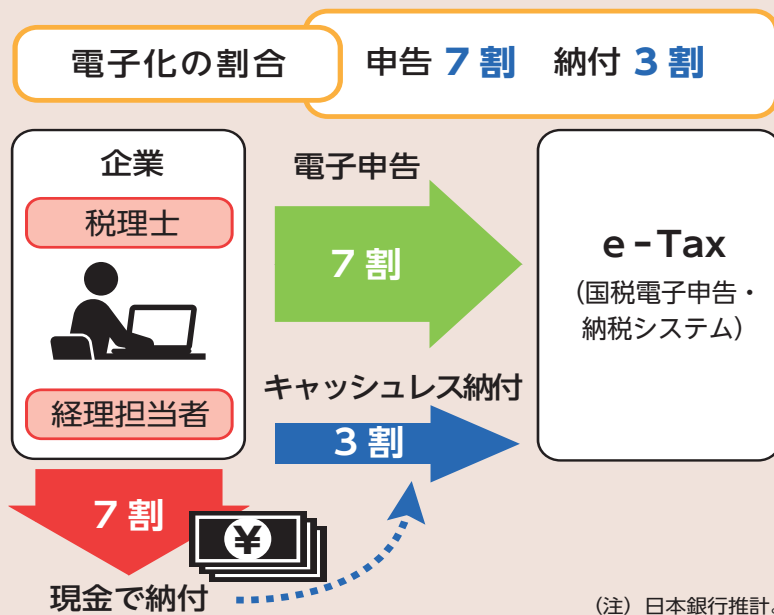 電子化の割合
申告 7割 納付 3割
企業
税理士
経理担当者
電子申告
7割
キャッシュレス納付
3割
e-Tax
(国税電子申告・
納税システム)
7割
¥
現金で納付
(注) 日本銀行推計。